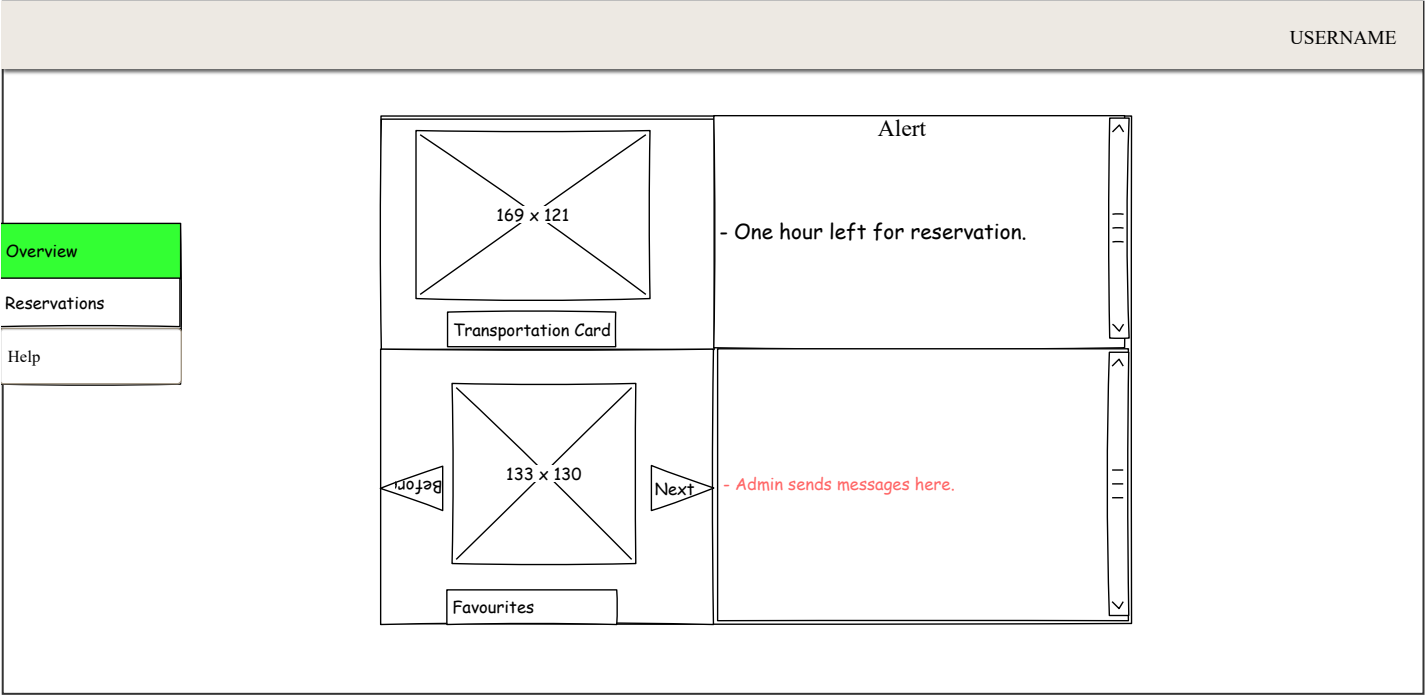 USERNAME
Overview
Reservations
Help
169 x 121
Transportation Card
Alert
- One hour left for reservation.
133 x 130
Next
Favourites
- Admin sends messages here.